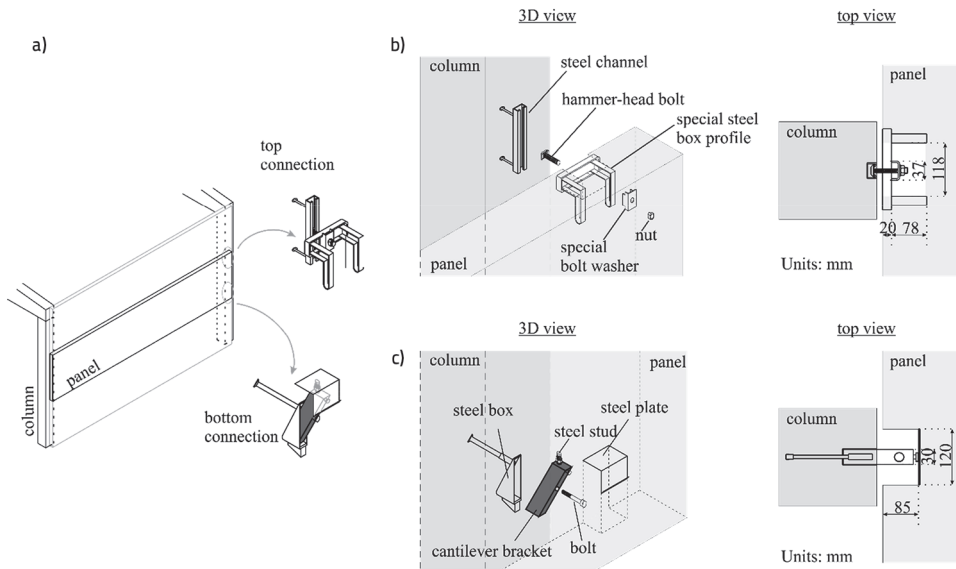 a)
top
connection
panel
column
bottom
connection
b)
3D view
column
steel channel
hammer-head bolt
special steel
box profile
special
bolt washer
nut
panel
top view
panel
column
37
118
20 78
Units: mm
c)
3D view
column
panel
steel box
steel plate
steel stud
cantilever bracket
bolt
top view
panel
column
30
120
85
Units: mm